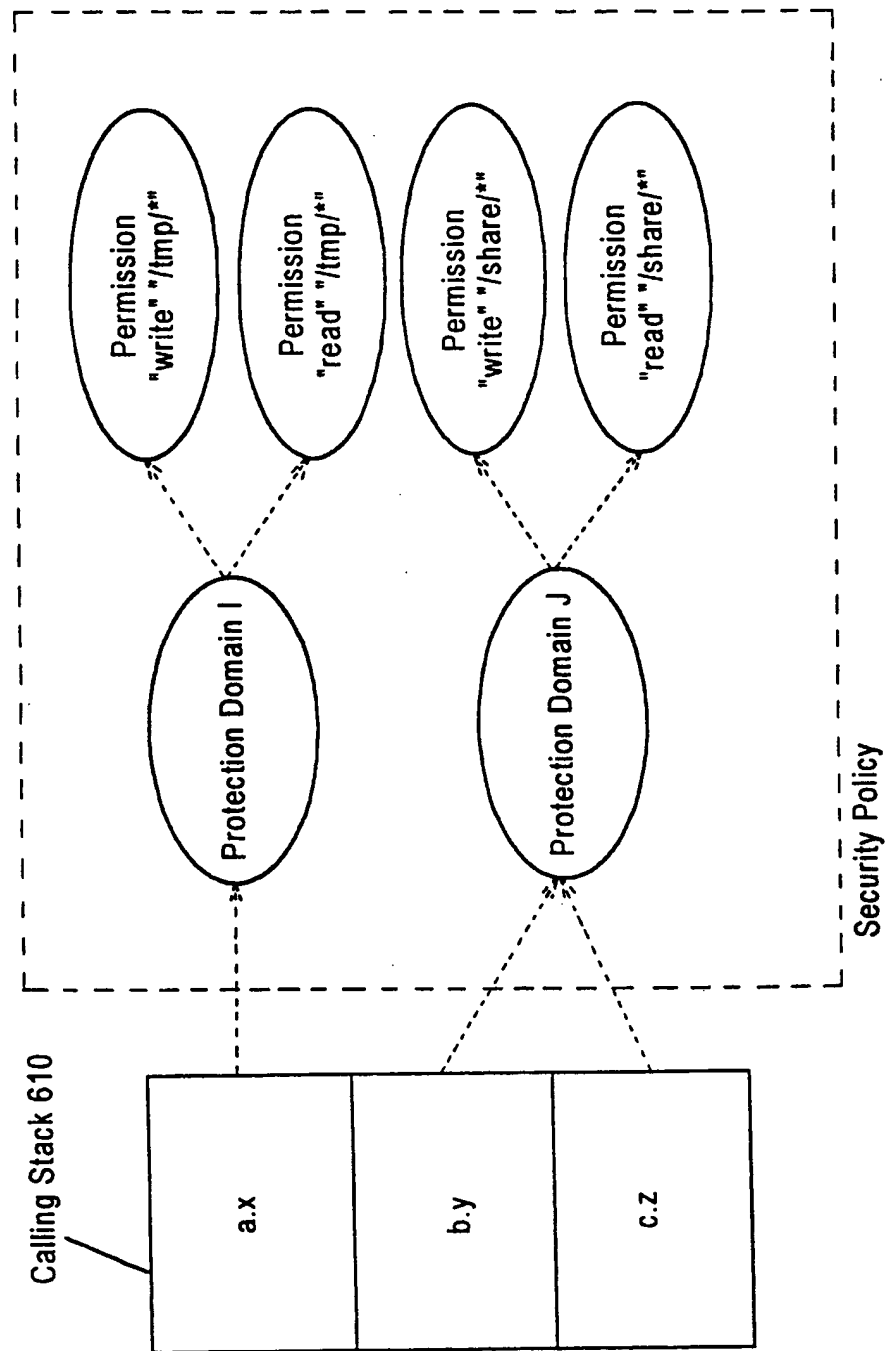 Calling Stack 610
a.x
b.y
c.z
Protection Domain I
Protection Domain J
Permission
"write" "/tmp/*"
Permission
"read" "/tmp/*"
Permission
"write" "/share/*"
Permission
"read" "/share/*"
Security Policy